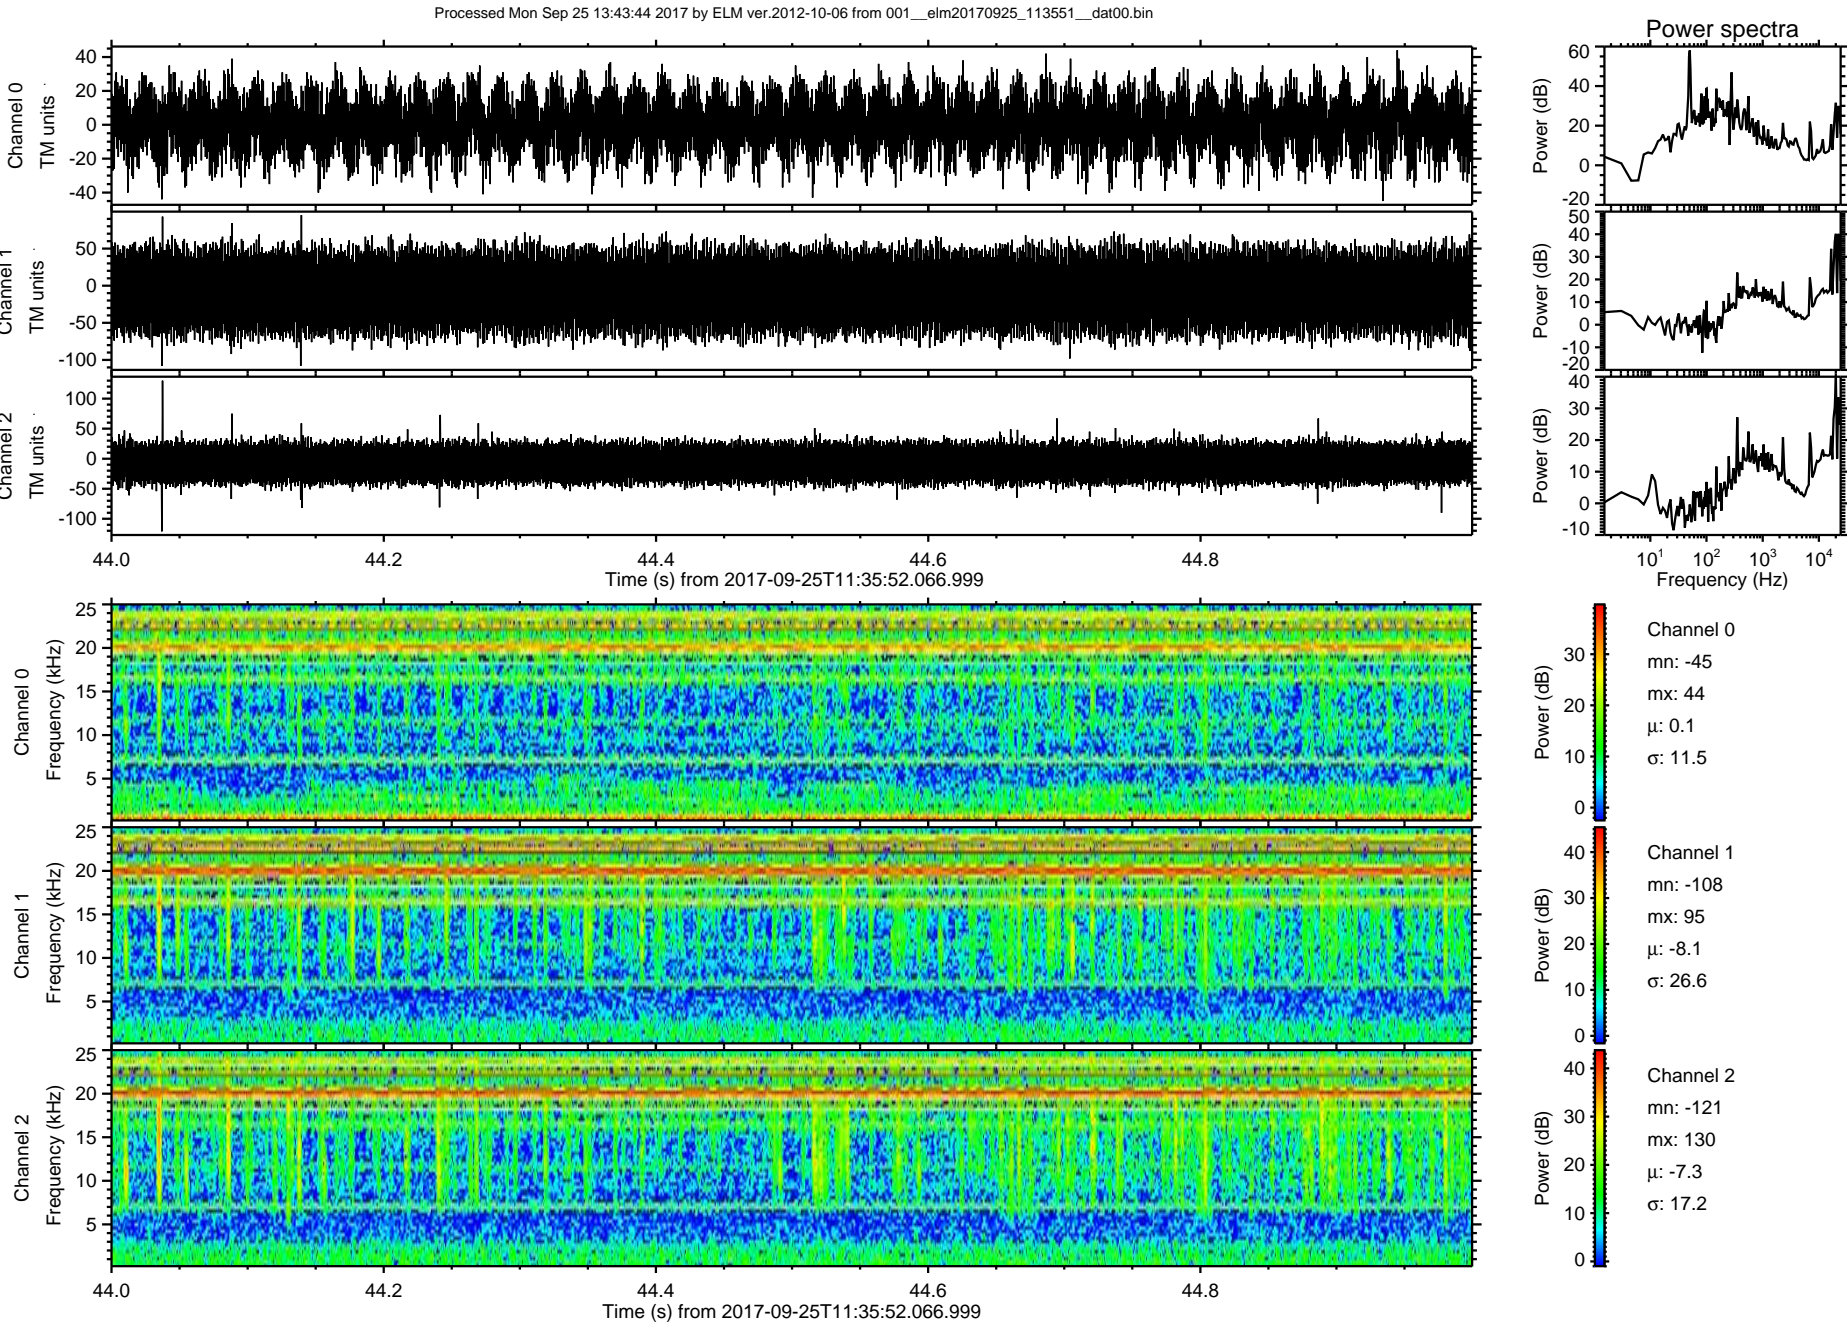 Processed Mon Sep 25 13:43:44 2017 by ELM ver.2012-10-06 from 001__elm20170925_113551__dat00.bin
Power spectra
Channel 0
TM units
40
20
0
-20
-40
Power (dB)
60
40
20
0
-20
Channel 1
TM units
50
0
-50
-100
Power (dB)
50
40
30
20
10
0
-10
-20
Channel 2
TM units
100
50
0
-50
-100
Power (dB)
40
30
20
10
0
-10
44.0 44.2 44.4 44.6 44.8
Time (s) from 2017-09-25T11:35:52.066.999
10^1 10^2 10^3 10^4
Frequency (Hz)
Channel 0
Frequency (kHz)
25
20
15
10
5
Power (dB)
30
20
10
0
Channel 0
mn: -45
mx: 44
μ: 0.1
σ: 11.5
Channel 1
Frequency (kHz)
25
20
15
10
5
Power (dB)
40
30
20
10
0
Channel 1
mn: -108
mx: 95
μ: -8.1
σ: 26.6
Channel 2
Frequency (kHz)
25
20
15
10
5
Power (dB)
40
30
20
10
0
Channel 2
mn: -121
mx: 130
μ: -7.3
σ: 17.2
44.0 44.2 44.4 44.6 44.8
Time (s) from 2017-09-25T11:35:52.066.999